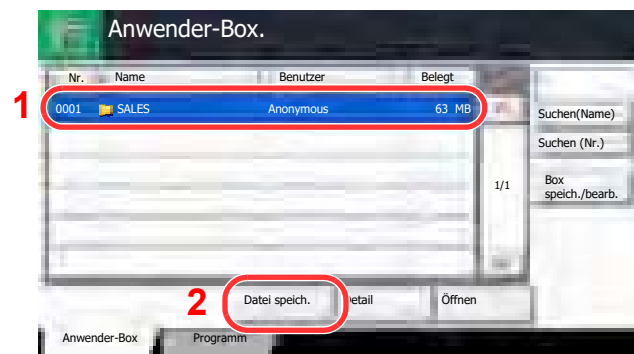 Anwender-Box.
Nr. Name Benutzer Belegt
1
0001 SALES Anonymous 63 MB
Suchen(Name)
Suchen (Nr.)
1/1
Box
speich./bearb.
2
Datei speich. Detail Öffnen
Anwender-Box Programm